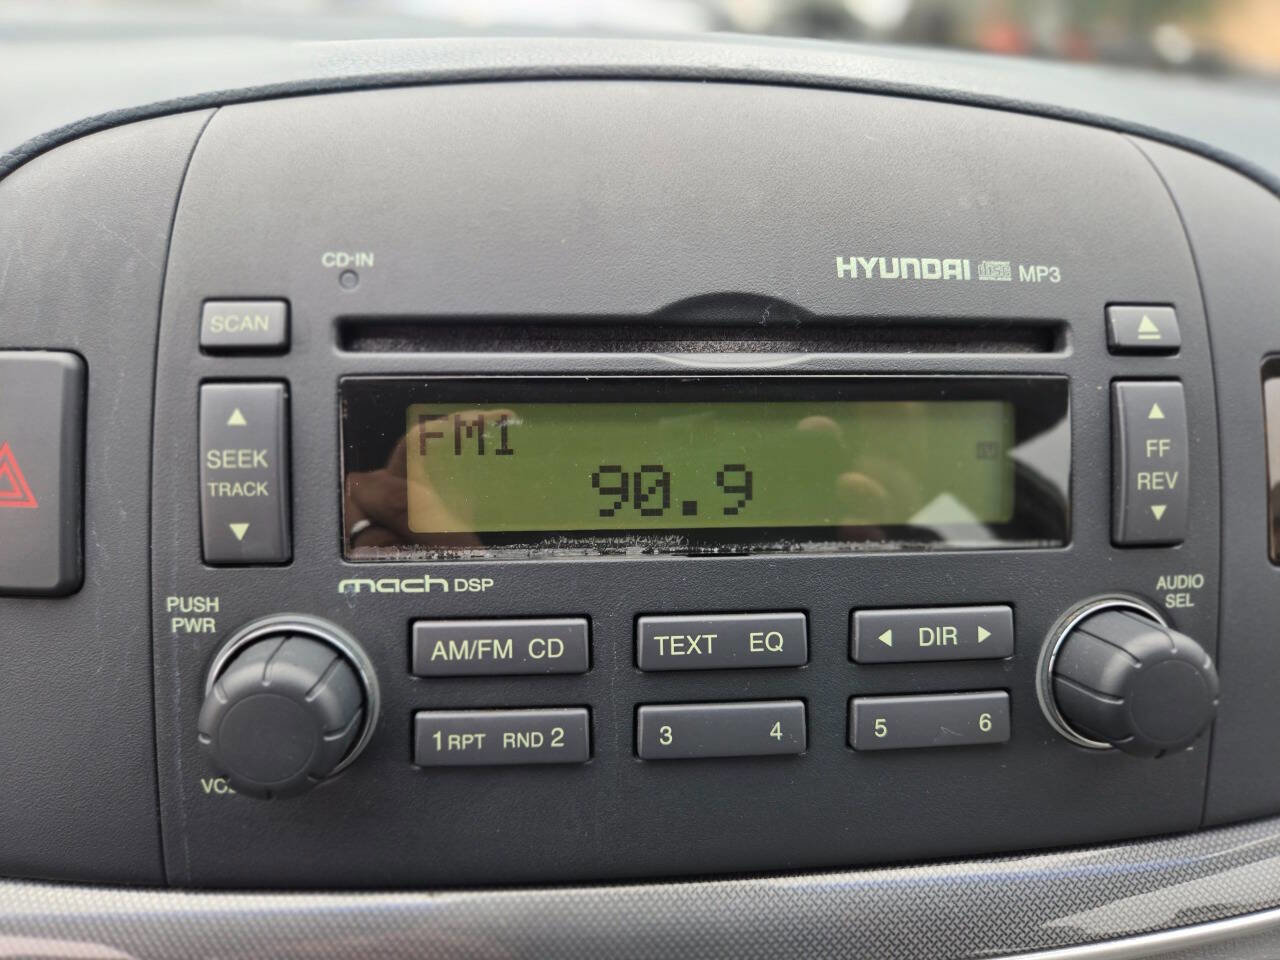 CD-IN
HYUNDAI disc MP3
SCAN
FM1
90.9
SEEK
TRACK
FF
REV
mach DSP
PUSH
PWR
AUDIO
SEL
AM/FM CD
TEXT EQ
DIR
1 RPT RND 2
3 4
5 6